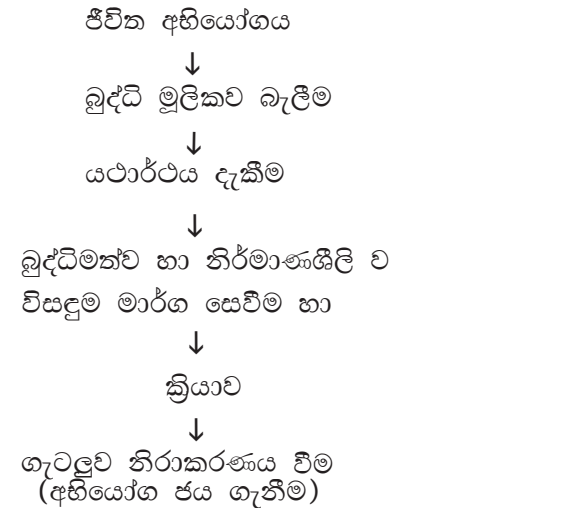 ජීවිත අභියෝගය
↓
බුද්ධි මූලිකව බැලීම
↓
යථාර්ථය දැකීම
↓
බුද්ධිමත්ව හා නිර්මාණශීලි ව
විසඳුම මාර්ග සෙවීම හා
↓
ක්‍රියාව
↓
ගැටලුව නිරාකරණය වීම
(අභියෝග ජය ගැනීම)